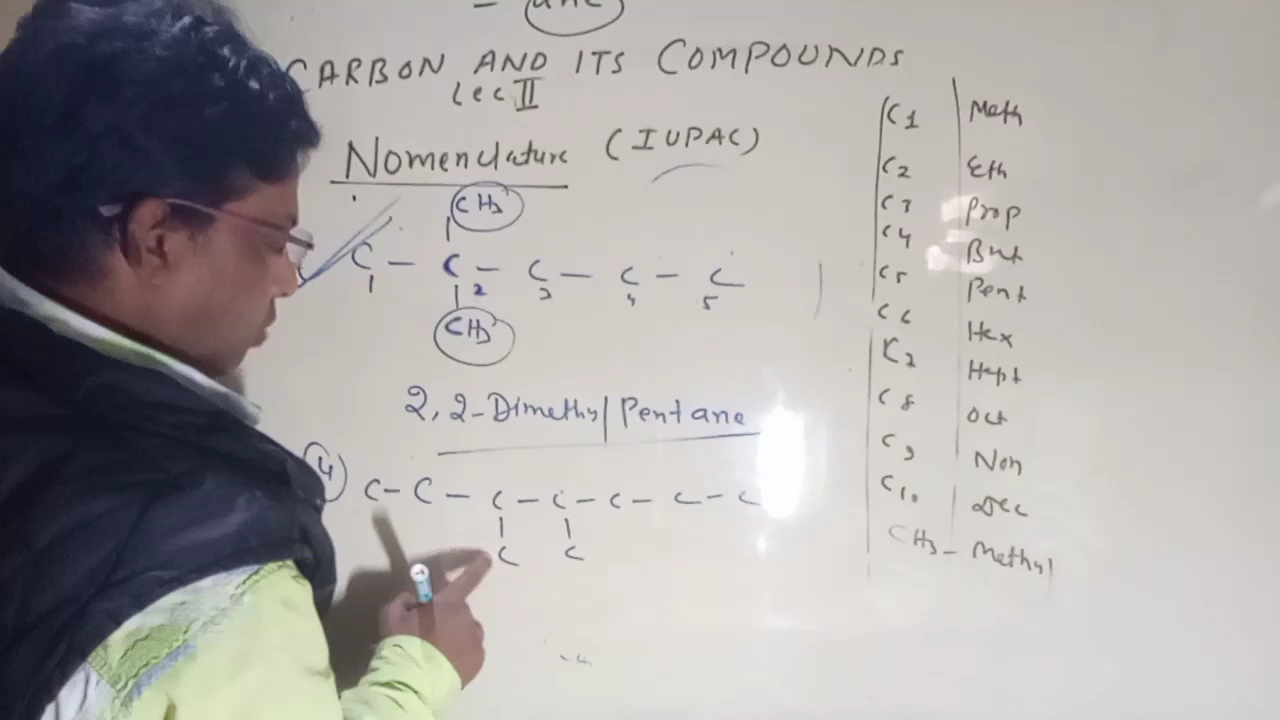 - ane
CARBON AND ITS COMPOUNDS
Lec II
Nomenclature (IUPAC)
CH3
C - C - C - C - C
1 2 3 4 5
CH3
2,2-Dimethyl Pentane
(4) C - C - C - C - C - C - C
C C
C1 Meth
C2 Eth
C3 Prop
C4 But
C5 Pent
C6 Hex
C7 Hept
C8 Oct
C9 Non
C10 Dec
CH3 - Methyl